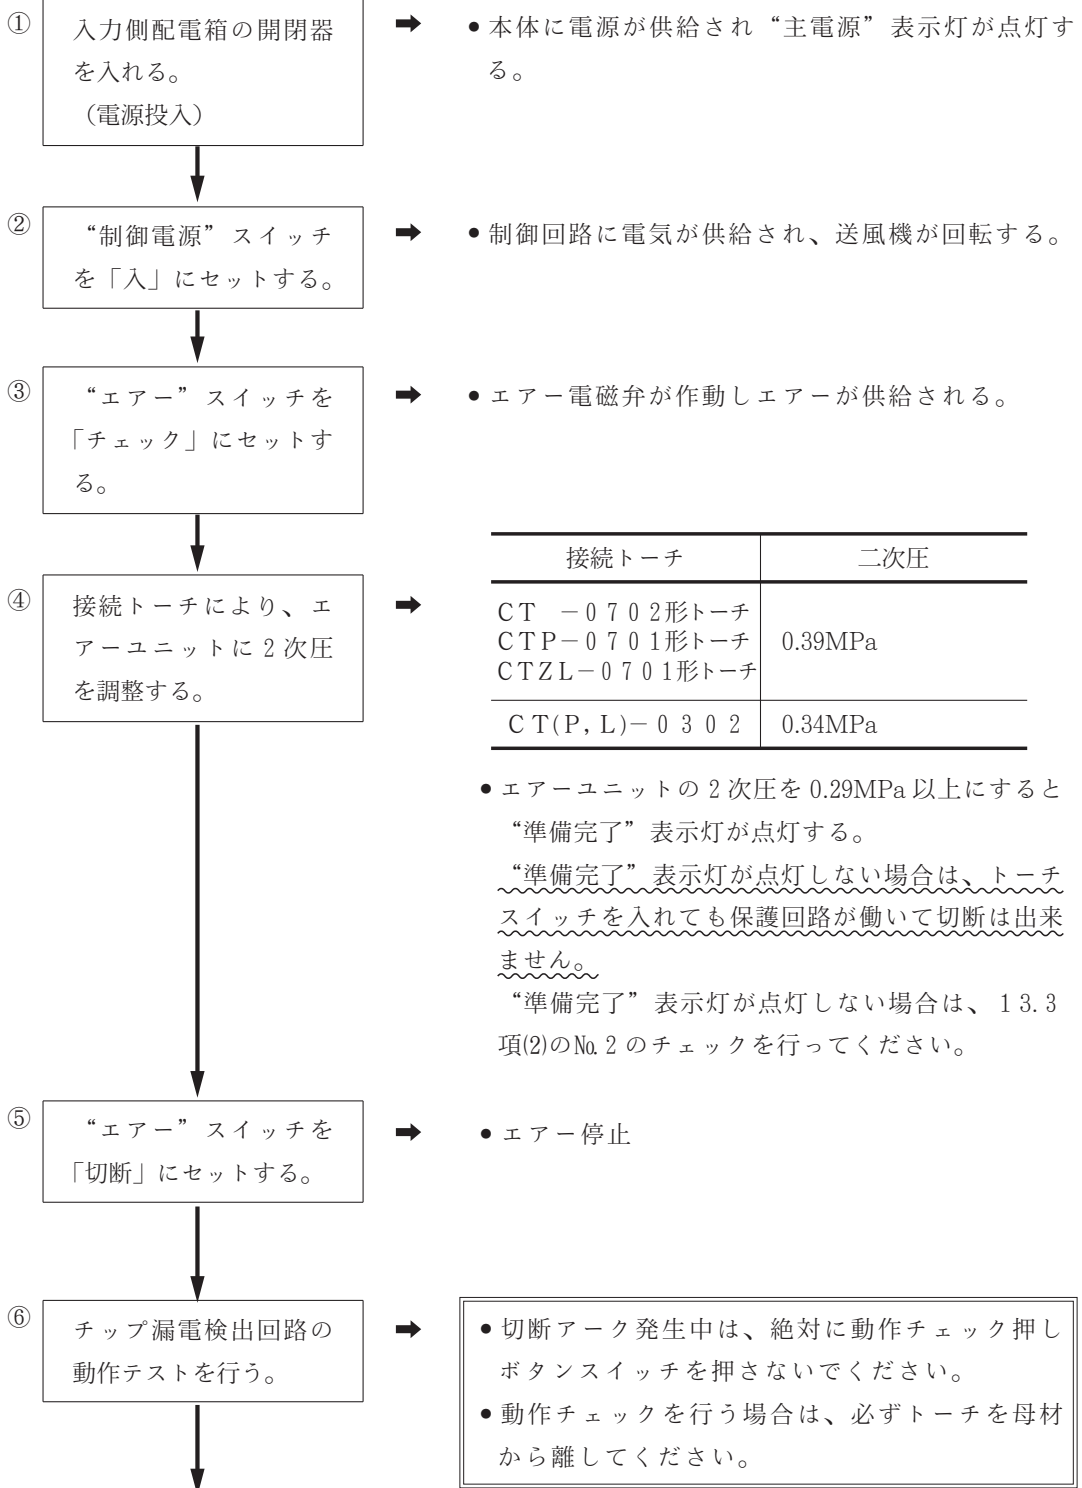 ①
入力側配電箱の開閉器
を入れる。
（電源投入）
➡
●本体に電源が供給され“主電源”表示灯が点灯す
る。
②
“制御電源”スイッチ
を「入」にセットする。
➡
●制御回路に電気が供給され、送風機が回転する。
③
“エアー”スイッチを
「チェック」にセットす
る。
➡
●エアー電磁弁が作動しエアーが供給される。
④
接続トーチにより、エ
アーユニットに２次圧
を調整する。
➡
接続トーチ 二次圧
ＣＴ －０７０２形トーチ
ＣＴＰ－０７０１形トーチ 0.39MPa
ＣＴＺＬ－０７０１形トーチ
ＣＴ(Ｐ，Ｌ)－０３０２ 0.34MPa
●エアーユニットの２次圧を 0.29MPa 以上にすると
“準備完了”表示灯が点灯する。
“準備完了”表示灯が点灯しない場合は、トーチ
スイッチを入れても保護回路が働いて切断は出来
ません。
“準備完了”表示灯が点灯しない場合は、１３.３
項⑵の№２のチェックを行ってください。
⑤
“エアー”スイッチを
「切断」にセットする。
➡
●エアー停止
⑥
チップ漏電検出回路の
動作テストを行う。
➡
●切断アーク発生中は、絶対に動作チェック押し
ボタンスイッチを押さないでください。
●動作チェックを行う場合は、必ずトーチを母材
から離してください。